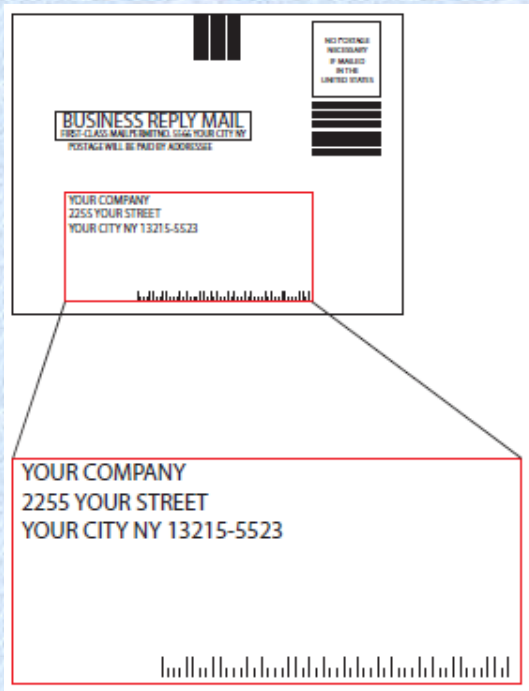 NO POSTAGE
NECESSARY
IF MAILED
IN THE
UNITED STATES
BUSINESS REPLY MAIL
FIRST-CLASS MAIL PERMIT NO. 5566 YOUR CITY NY
POSTAGE WILL BE PAID BY ADDRESSEE
YOUR COMPANY
2255 YOUR STREET
YOUR CITY NY 13215-5523
YOUR COMPANY
2255 YOUR STREET
YOUR CITY NY 13215-5523